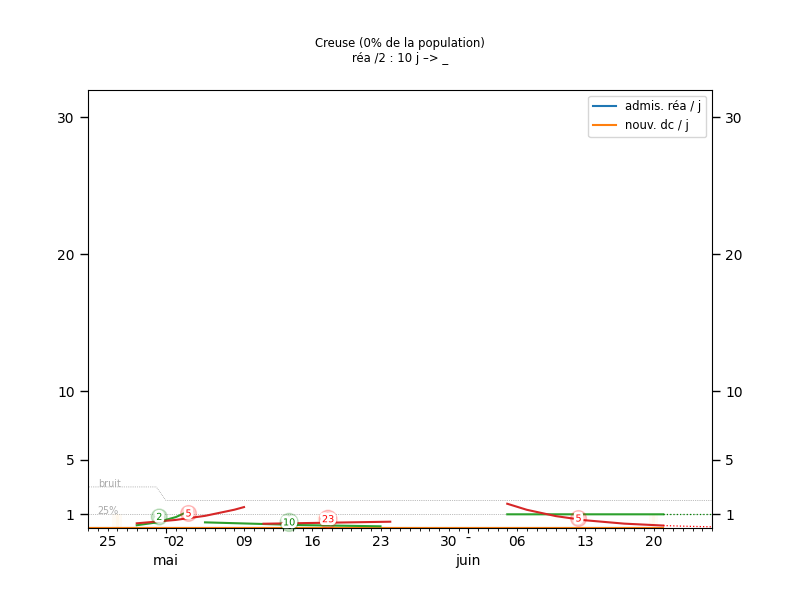 Creuse (0% de la population)
réa /2 : 10 j –> _
admis. réa / j
nouv. dc / j
30 30
20 20
10 10
5 5
bruit
25%
1 1
2 5 10 23 5
25 02 09 16 23 30 06 13 20
mai juin